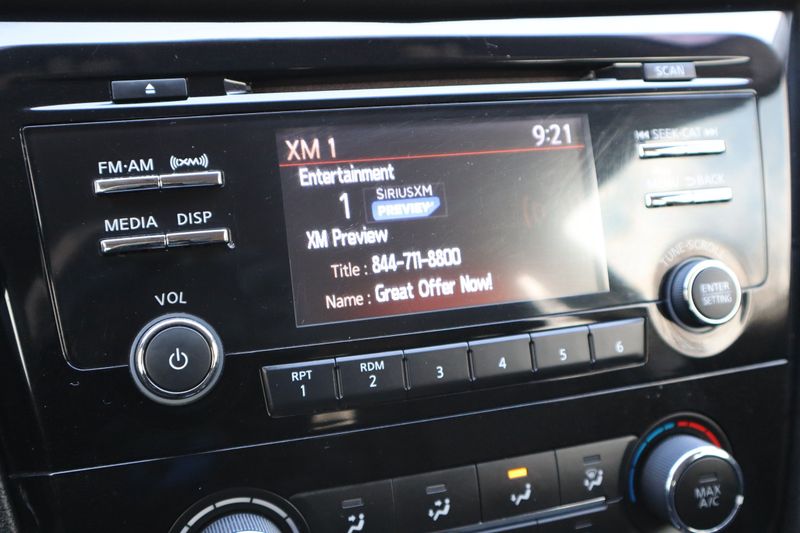 SCAN
FM·AM ((XM))
MEDIA DISP
VOL
XM 1 9:21
Entertainment
1 SIRIUSXM
PREVIEW
XM Preview
Title : 844-711-8800
Name : Great Offer Now!
SEEK·CAT
BACK
TUNE·SCROLL
ENTER
SETTING
RPT
1
RDM
2
3
4
5
6
MAX
A/C